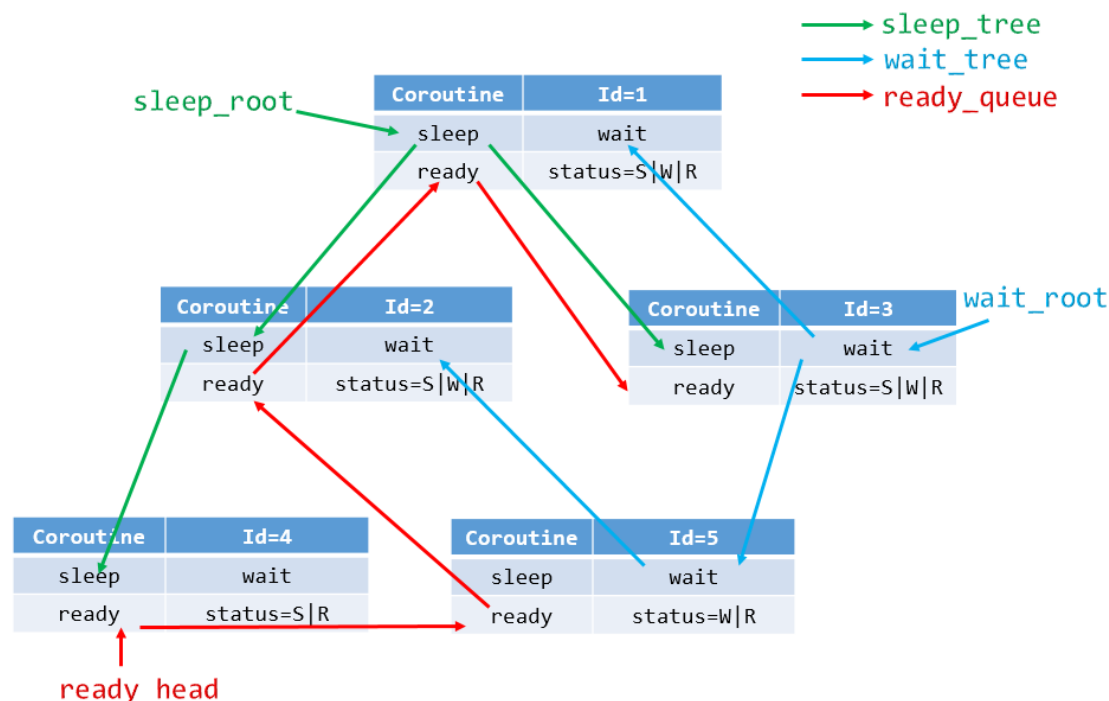 sleep_tree
wait_tree
ready_queue
sleep_root
Coroutine Id=1
sleep wait
ready status=S|W|R
Coroutine Id=2
sleep wait
ready status=S|W|R
wait_root
Coroutine Id=3
sleep wait
ready status=S|W|R
Coroutine Id=4
sleep wait
ready status=S|R
Coroutine Id=5
sleep wait
ready status=W|R
ready head